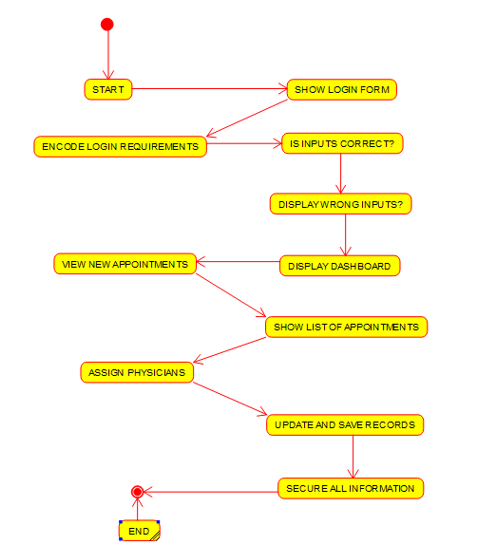 START
SHOW LOGIN FORM
ENCODE LOGIN REQUIREMENTS
IS INPUTS CORRECT?
DISPLAY WRONG INPUTS?
VIEW NEW APPOINTMENTS
DISPLAY DASHBOARD
SHOW LIST OF APPOINTMENTS
ASSIGN PHYSICIANS
UPDATE AND SAVE RECORDS
SECURE ALL INFORMATION
END